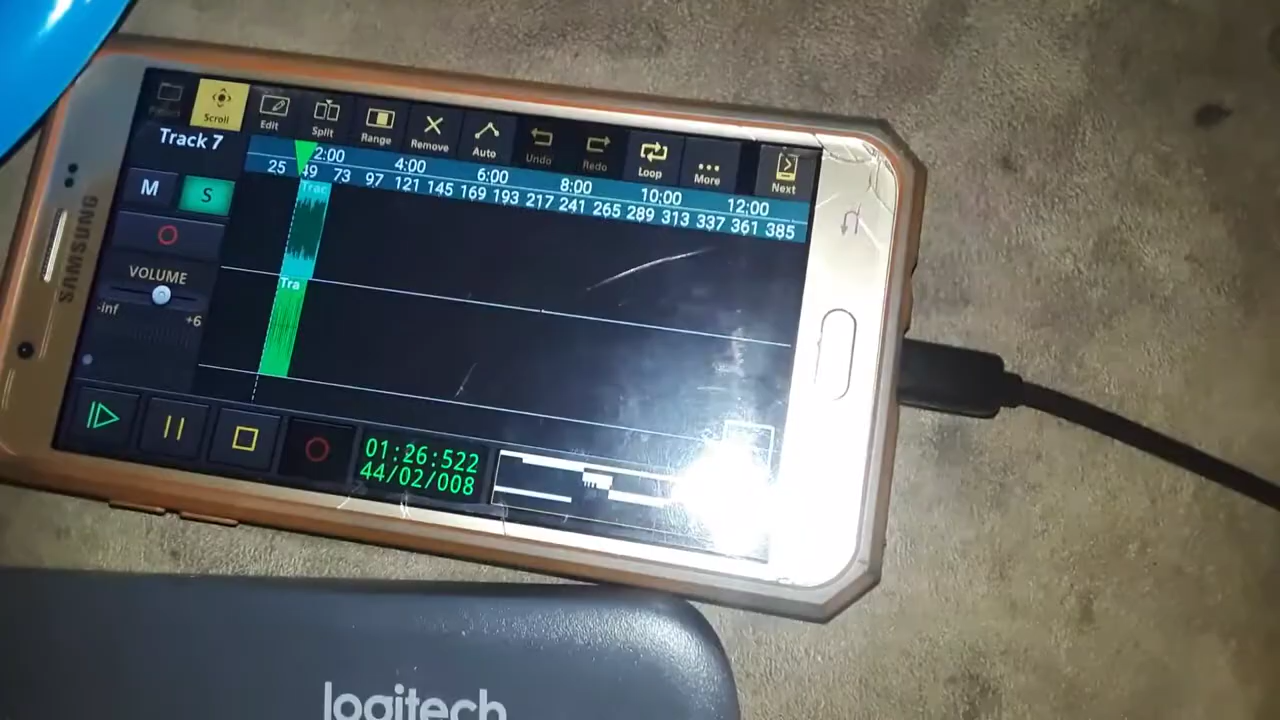 Scroll Edit Split Range Remove Auto Undo Redo Loop More Next
Track 7
2:00 4:00 6:00 8:00 10:00 12:00
25 49 73 97 121 145 169 193 217 241 265 289 313 337 361 385
M S
Trac
Tra
VOLUME
-inf +6
01:26:522
44/02/008
SAMSUNG
logitech